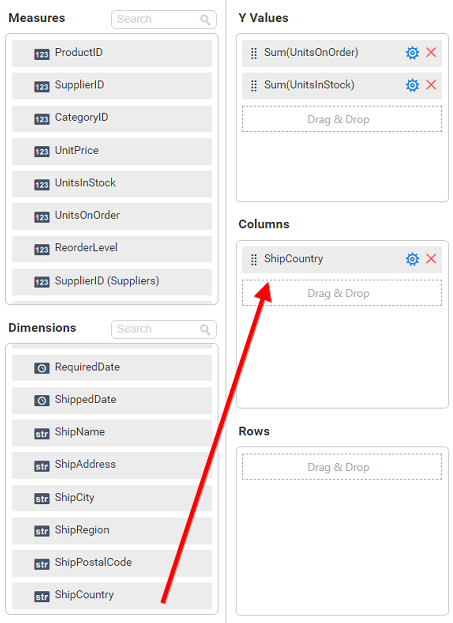 Measures
Search
123 ProductID
123 SupplierID
123 CategoryID
123 UnitPrice
123 UnitsInStock
123 UnitsOnOrder
123 ReorderLevel
123 SupplierID (Suppliers)
Dimensions
Search
RequiredDate
ShippedDate
str ShipName
str ShipAddress
str ShipCity
str ShipRegion
str ShipPostalCode
str ShipCountry
Y Values
Sum(UnitsOnOrder)
Sum(UnitsInStock)
Drag & Drop
Columns
ShipCountry
Drag & Drop
Rows
Drag & Drop